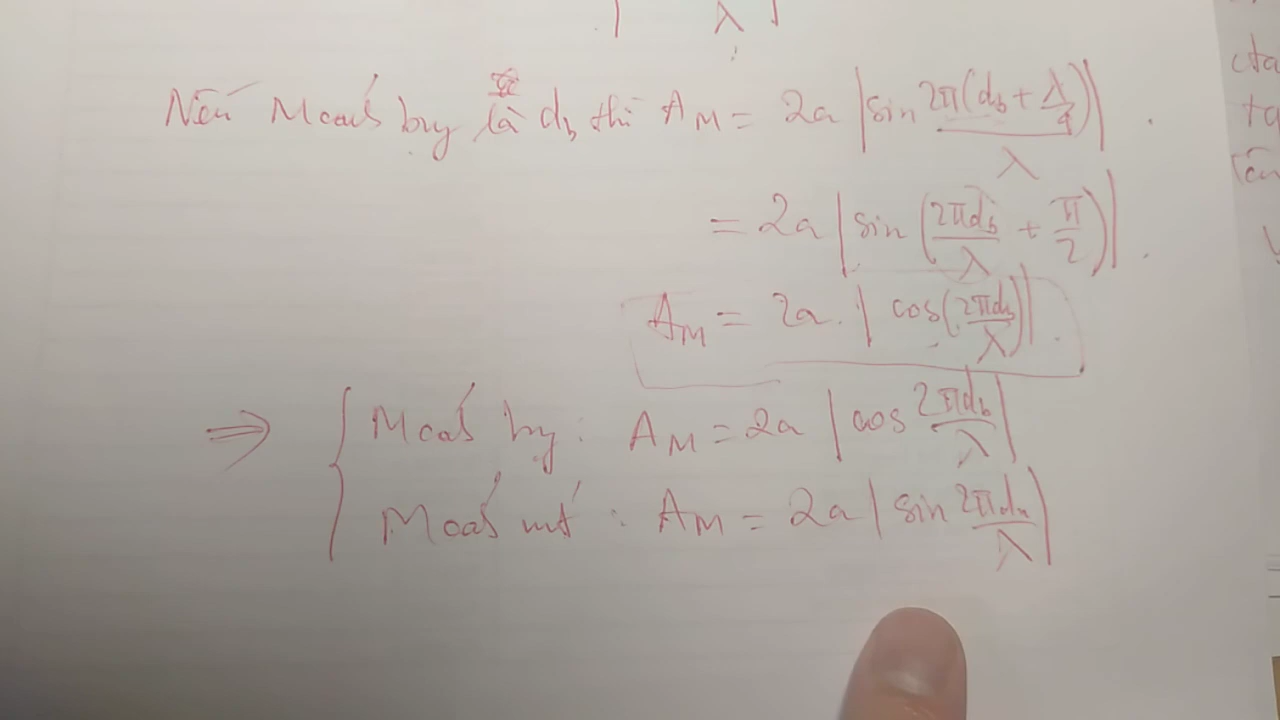 λ
Nếu M cách bụng là d_b thì A_M = 2a |sin 2π(d_b + λ/4)/λ|
= 2a |sin (2πd_b/λ + π/2)|
A_M = 2a. |cos(2πd_b/λ)|
⇒ { M cách bụng: A_M = 2a |cos 2πd_b/λ|
M cách nút: A_M = 2a |sin 2πd_n/λ|
cta